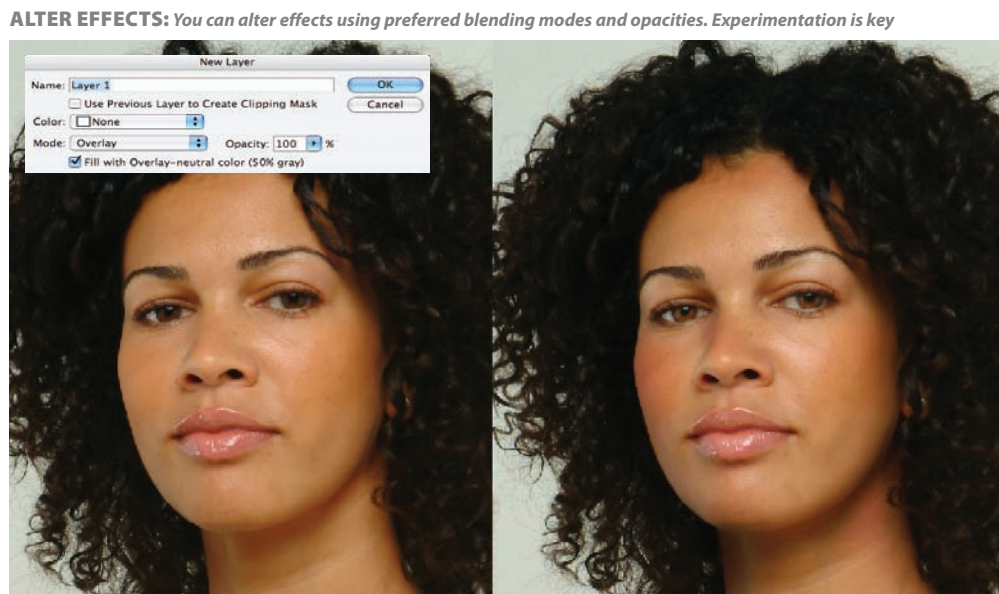 ALTER EFFECTS: You can alter effects using preferred blending modes and opacities. Experimentation is key
New Layer
Name: Layer 1 OK
Use Previous Layer to Create Clipping Mask Cancel
Color: None
Mode: Overlay Opacity: 100 %
Fill with Overlay-neutral color (50% gray)